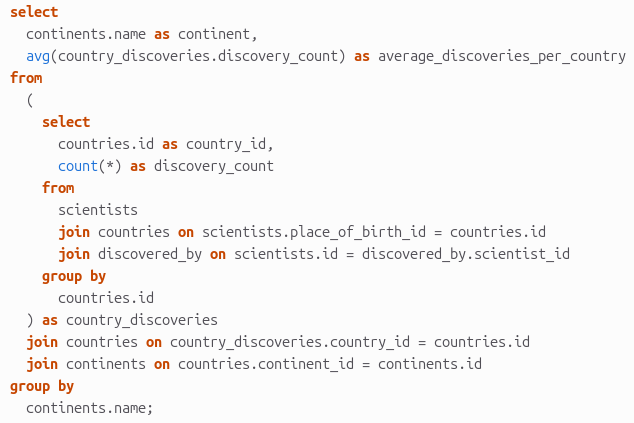 select
  continents.name as continent,
  avg(country_discoveries.discovery_count) as average_discoveries_per_country
from
  (
    select
      countries.id as country_id,
      count(*) as discovery_count
    from
      scientists
      join countries on scientists.place_of_birth_id = countries.id
      join discovered_by on scientists.id = discovered_by.scientist_id
    group by
      countries.id
  ) as country_discoveries
  join countries on country_discoveries.country_id = countries.id
  join continents on countries.continent_id = continents.id
group by
  continents.name;